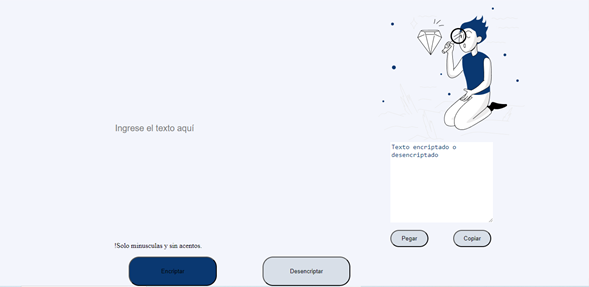 Ingrese el texto aquí
Texto encriptado o
desencriptado
Pegar
Copiar
!Solo minusculas y sin acentos.
Encriptar
Desencriptar